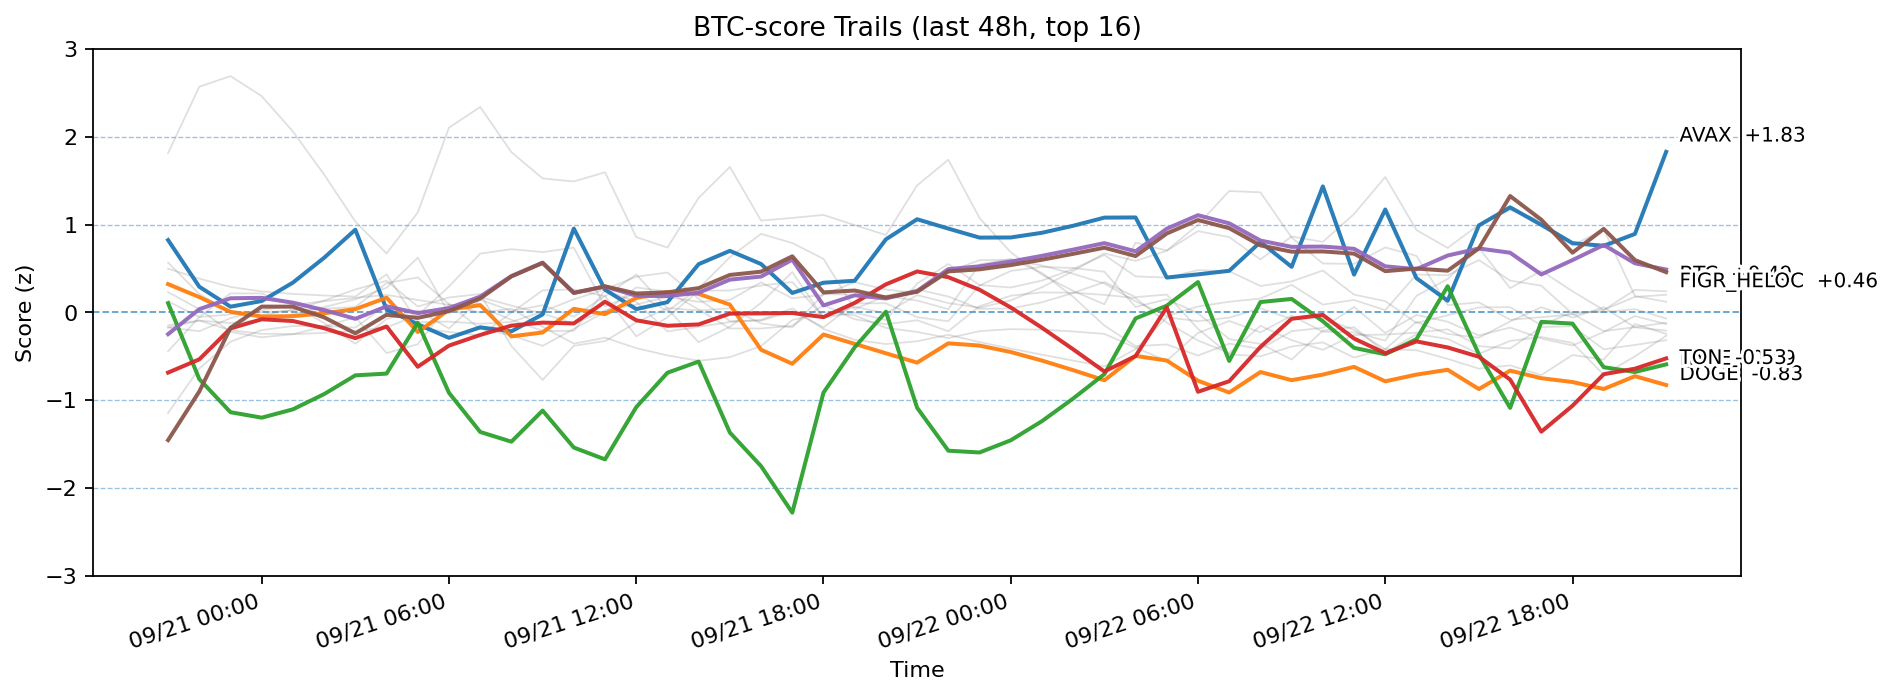 BTC-score Trails (last 48h, top 16)
Score (z)
3
2
1
0
−1
−2
−3
AVAX +1.83
FIGR_HELOC +0.46
DOGE -0.83
09/21 00:00
09/21 06:00
09/21 12:00
09/21 18:00
09/22 00:00
09/22 06:00
09/22 12:00
09/22 18:00
Time